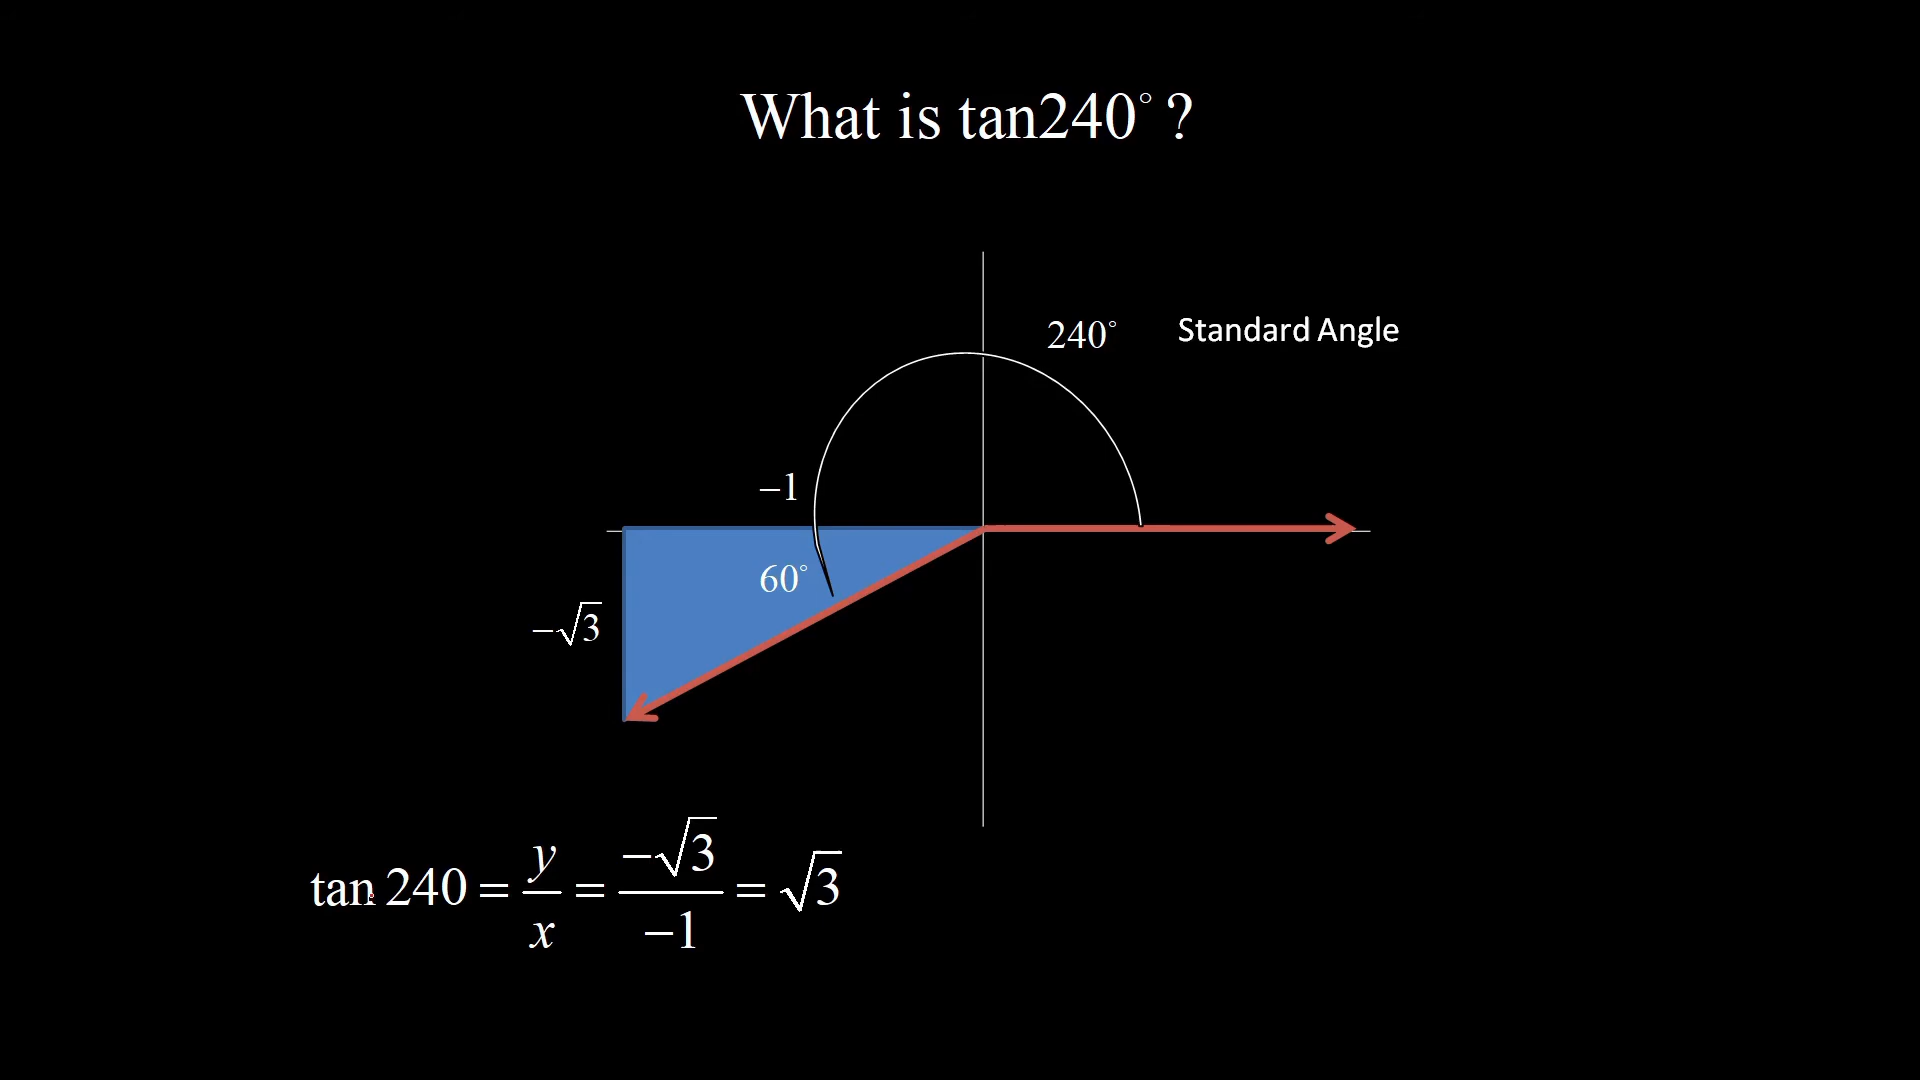 What is tan240° ?
240° Standard Angle
−1
60°
−√3
tan 240 = y/x = −√3/−1 = √3